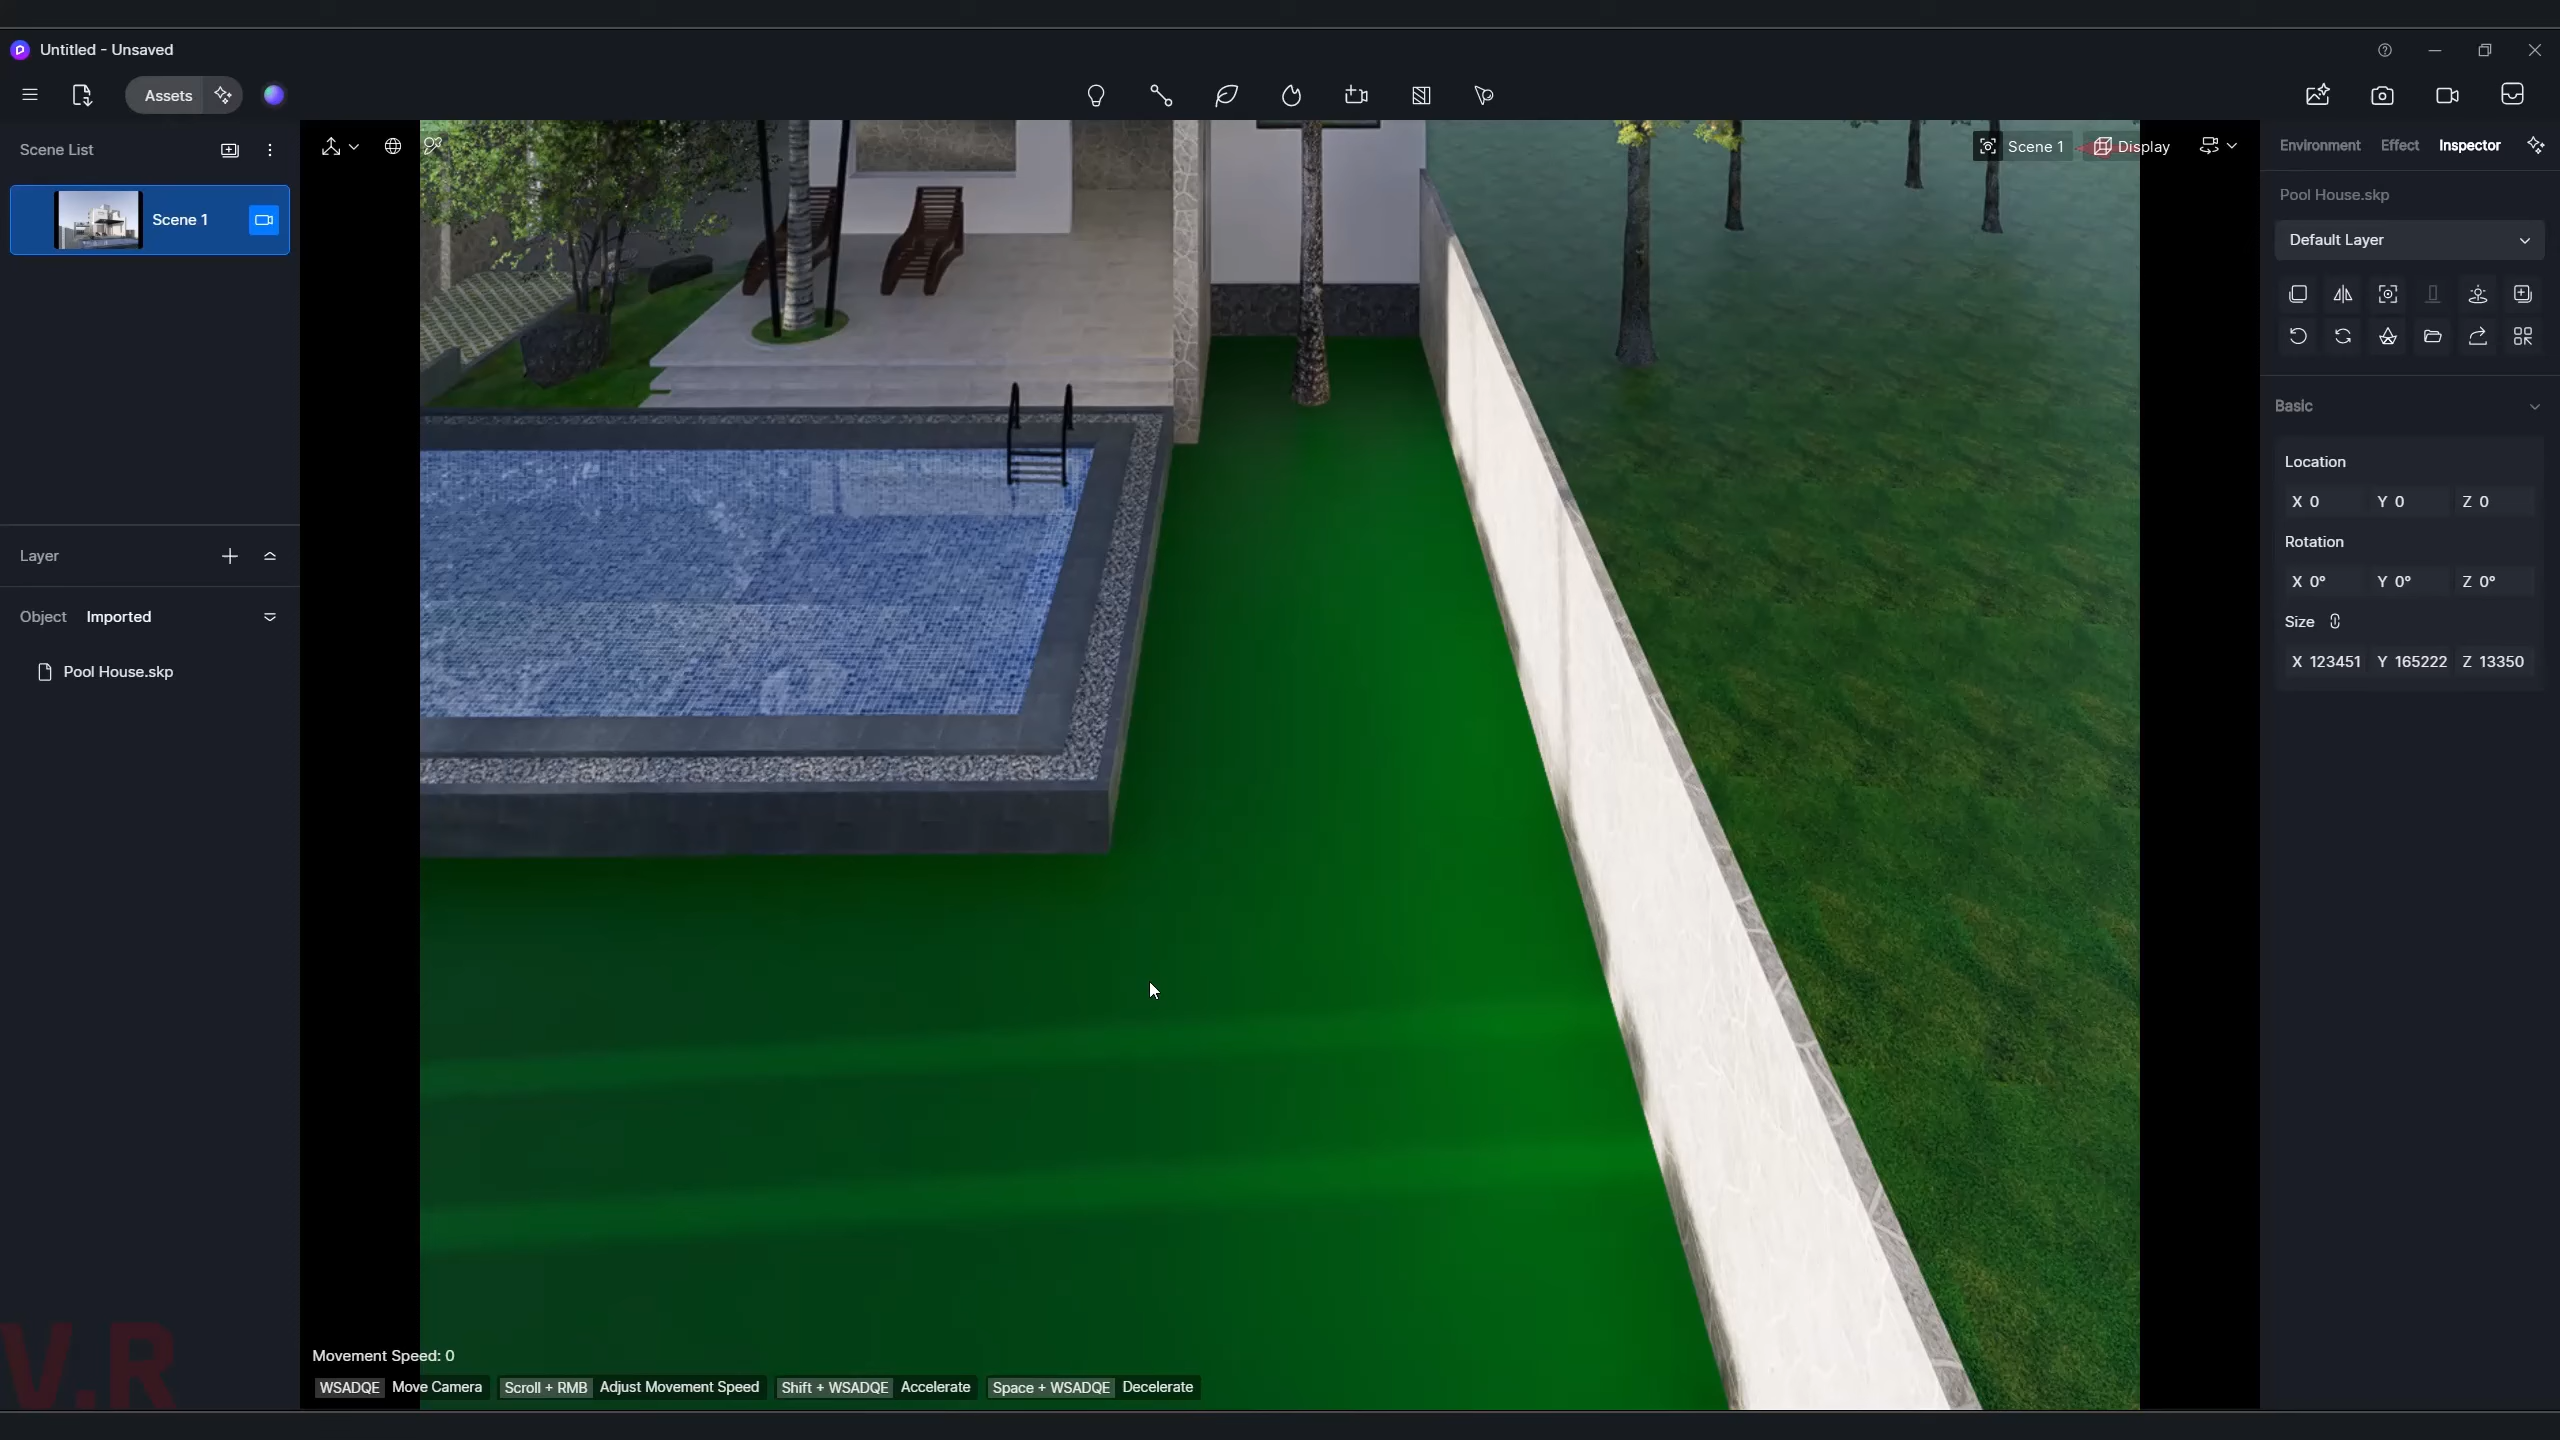 Untitled - Unsaved
Assets
Scene List
Scene 1
Layer
Object Imported
Pool House.skp
Scene 1
Display
Environment Effect Inspector
Pool House.skp
Default Layer
Basic
Location
X 0 Y 0 Z 0
Rotation
X 0° Y 0° Z 0°
Size
X 123451 Y 165222 Z 13350
Movement Speed: 0
WSADQE Move Camera Scroll + RMB Adjust Movement Speed Shift + WSADQE Accelerate Space + WSADQE Decelerate
V.R